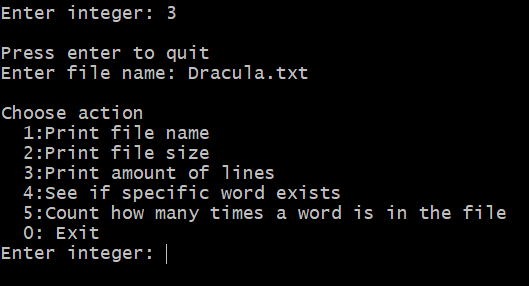 Enter integer: 3
Press enter to quit
Enter file name: Dracula.txt
Choose action
1:Print file name
2:Print file size
3:Print amount of lines
4:See if specific word exists
5:Count how many times a word is in the file
0: Exit
Enter integer: